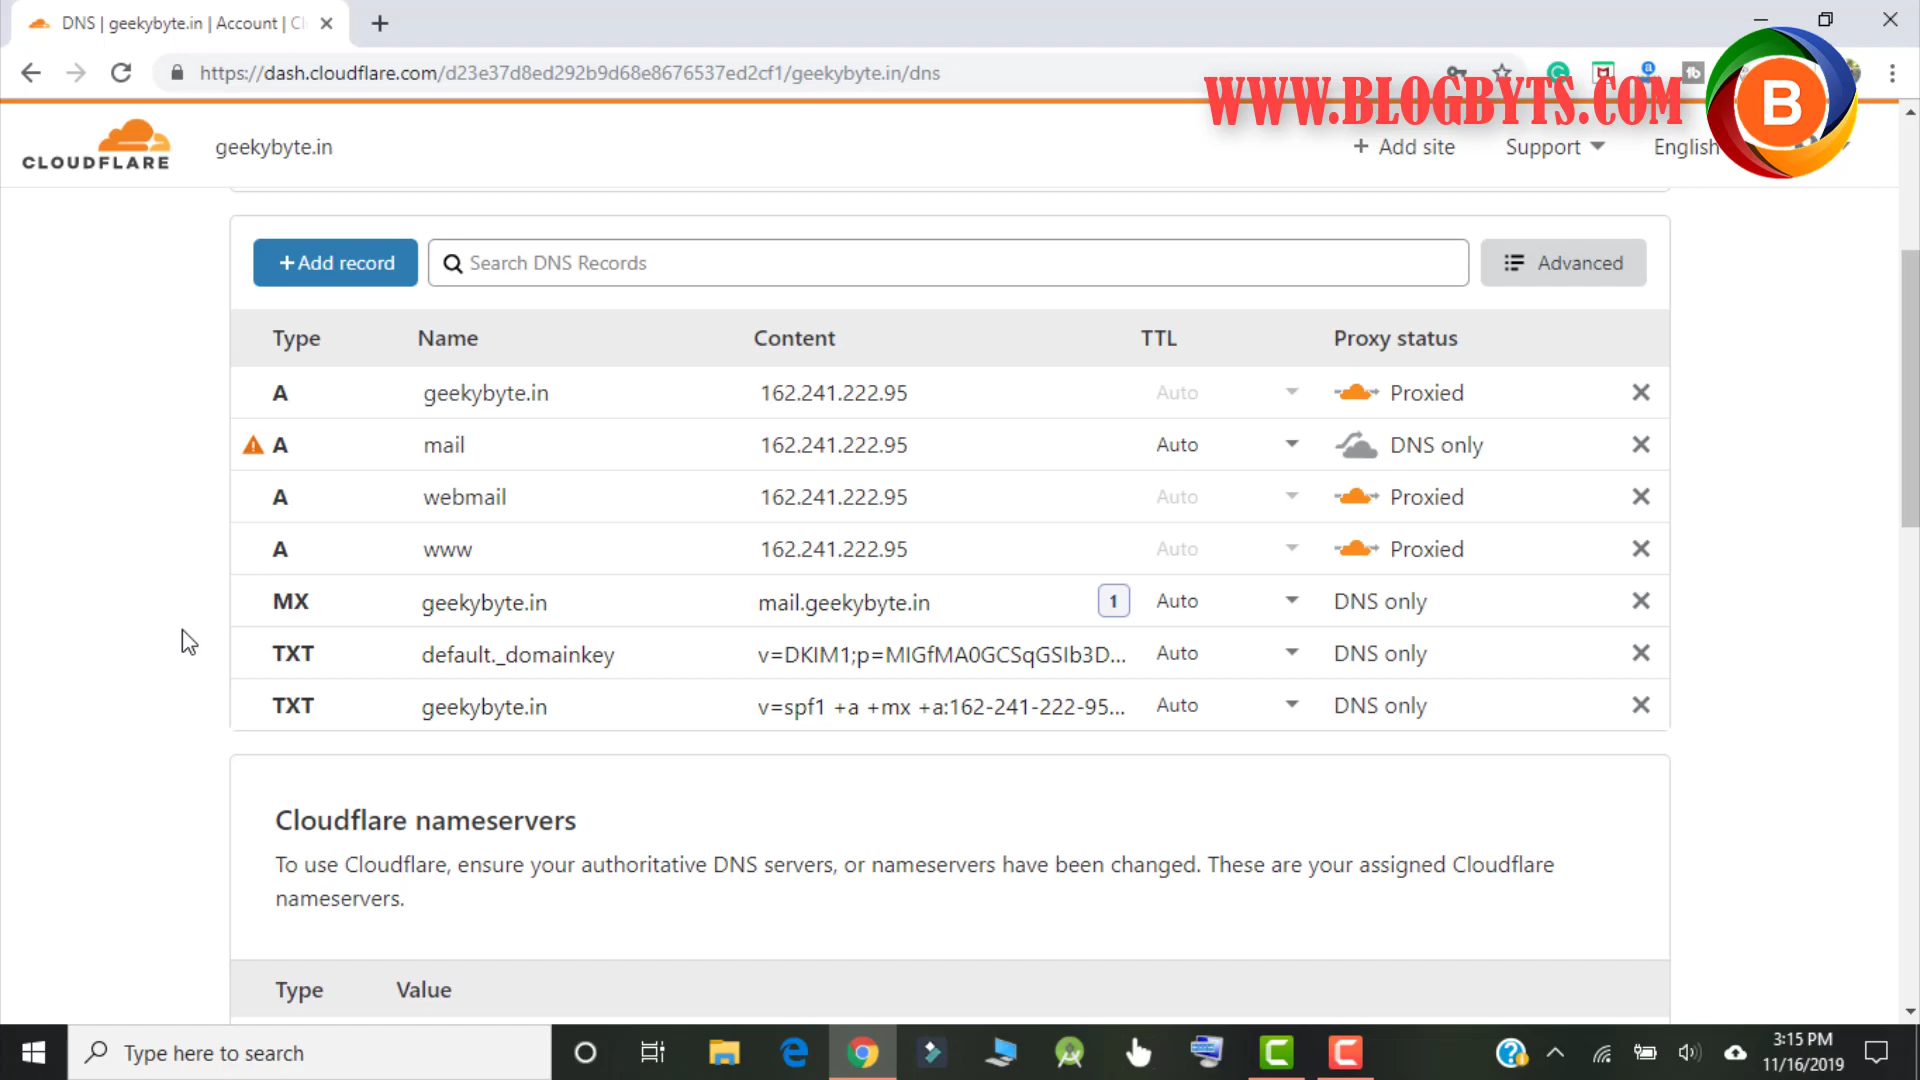 DNS | geekybyte.in | Account | Cl
https://dash.cloudflare.com/d23e37d8ed292b9d68e8676537ed2cf1/geekybyte.in/dns
WWW.BLOGBYTS.COM
B
CLOUDFLARE
geekybyte.in
+ Add site
Support
English
+Add record
Search DNS Records
Advanced
Type Name Content TTL Proxy status
A geekybyte.in 162.241.222.95 Auto Proxied
A mail 162.241.222.95 Auto DNS only
A webmail 162.241.222.95 Auto Proxied
A www 162.241.222.95 Auto Proxied
MX geekybyte.in mail.geekybyte.in 1 Auto DNS only
TXT default._domainkey v=DKIM1;p=MIGfMA0GCSqGSIb3D... Auto DNS only
TXT geekybyte.in v=spf1 +a +mx +a:162-241-222-95... Auto DNS only
Cloudflare nameservers
To use Cloudflare, ensure your authoritative DNS servers, or nameservers have been changed. These are your assigned Cloudflare
nameservers.
Type Value
Type here to search
3:15 PM
11/16/2019